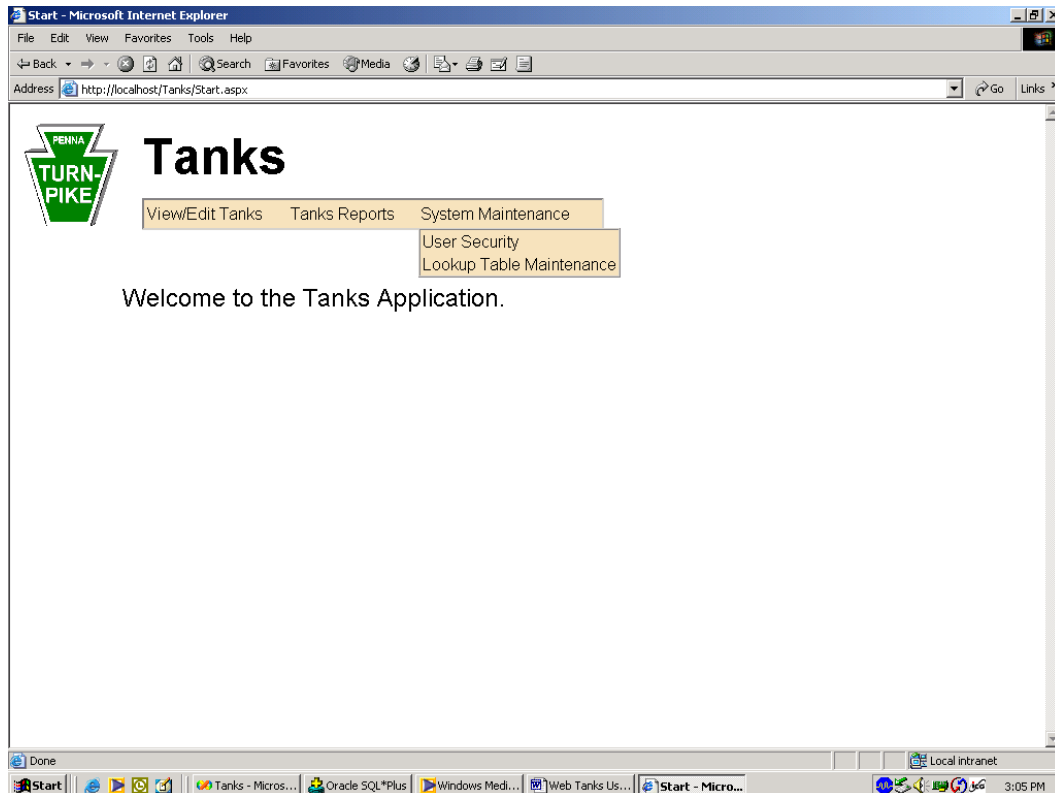 Start - Microsoft Internet Explorer
File Edit View Favorites Tools Help
Back Search Favorites Media
Address http://localhost/Tanks/Start.aspx Go Links
PENNA
TURN-
PIKE
Tanks
View/Edit Tanks Tanks Reports System Maintenance
User Security
Lookup Table Maintenance
Welcome to the Tanks Application.
Done Local intranet
Start Tanks - Micros... Oracle SQL*Plus Windows Medi... Web Tanks Us... Start - Micro... 3:05 PM